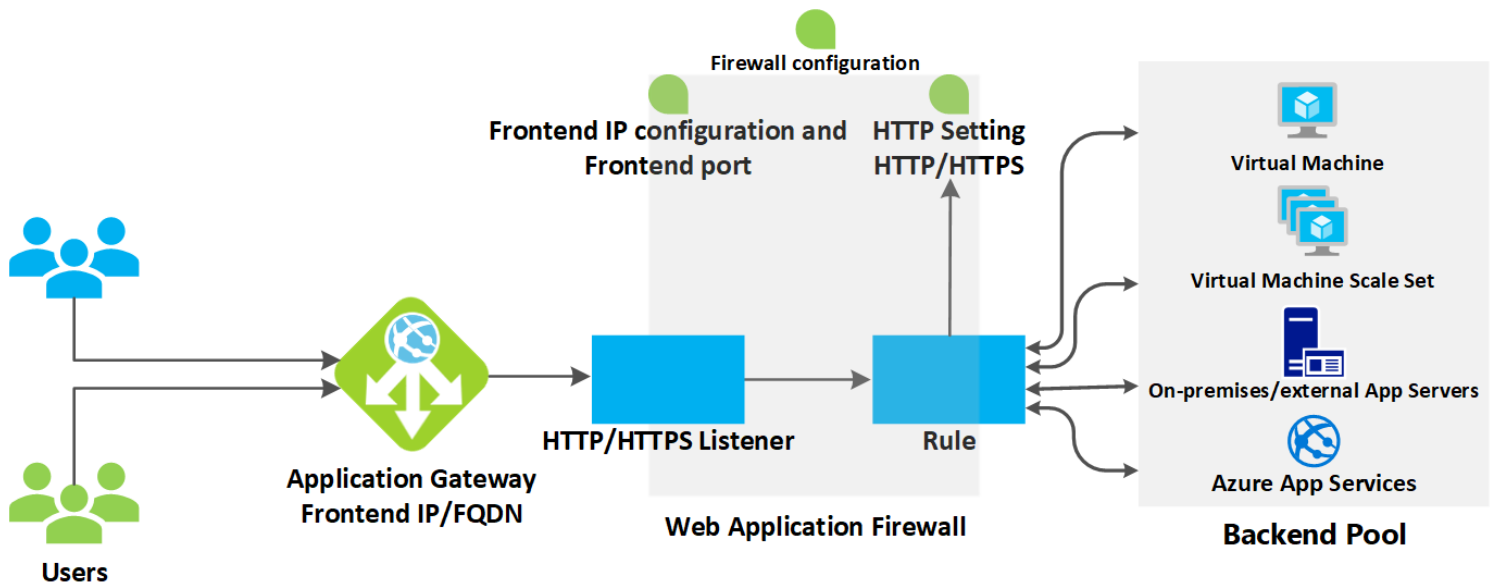 Firewall configuration
Frontend IP configuration and
Frontend port
HTTP Setting
HTTP/HTTPS
Virtual Machine
Virtual Machine Scale Set
On-premises/external App Servers
Azure App Services
Backend Pool
HTTP/HTTPS Listener
Rule
Application Gateway
Frontend IP/FQDN
Web Application Firewall
Users